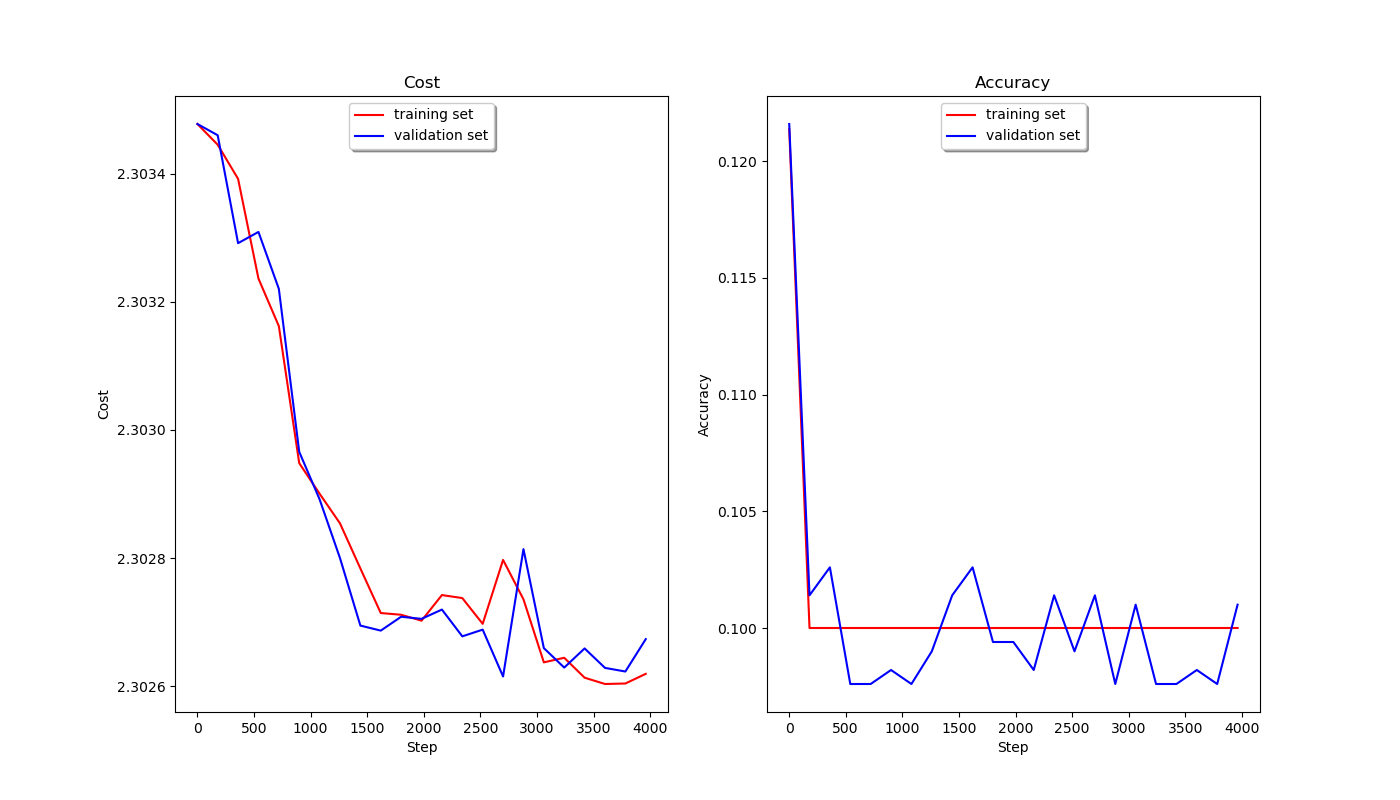 Cost
training set
validation set
2.3034
2.3032
2.3030
2.3028
2.3026
Cost
0 500 1000 1500 2000 2500 3000 3500 4000
Step
Accuracy
training set
validation set
0.120
0.115
0.110
0.105
0.100
Accuracy
0 500 1000 1500 2000 2500 3000 3500 4000
Step